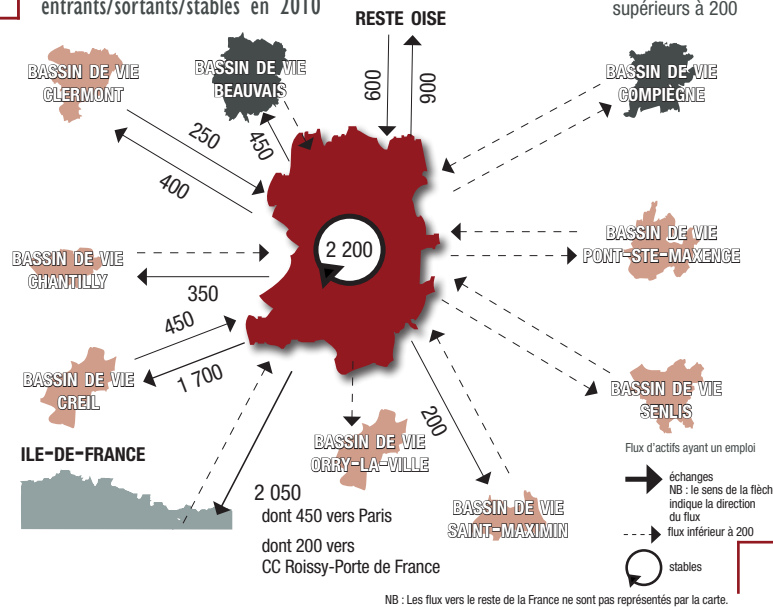 entrants/sortants/stables en 2010
supérieurs à 200
RESTE OISE
600
900
BASSIN DE VIE
CLERMONT
BASSIN DE VIE
BEAUVAIS
BASSIN DE VIE
COMPIÈGNE
250
450
400
2 200
BASSIN DE VIE
CHANTILLY
350
BASSIN DE VIE
PONT-STE-MAXENCE
450
1 700
BASSIN DE VIE
CREIL
BASSIN DE VIE
SENLIS
200
BASSIN DE VIE
ORRY-LA-VILLE
ILE-DE-FRANCE
2 050
dont 450 vers Paris
dont 200 vers
CC Roissy-Porte de France
BASSIN DE VIE
SAINT-MAXIMIN
Flux d'actifs ayant un emploi
échanges
NB : le sens de la flèch
indique la direction
du flux
flux inférieur à 200
stables
NB : Les flux vers le reste de la France ne sont pas représentés par la carte.